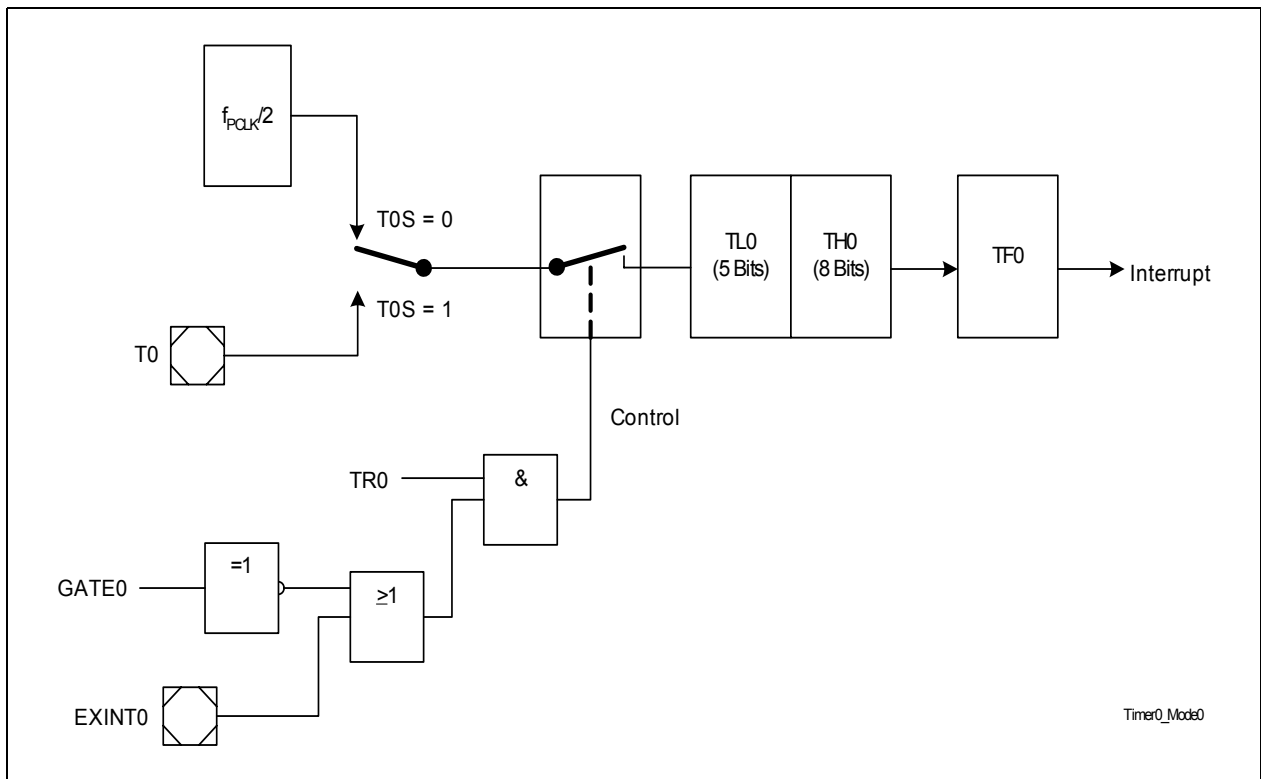 f_PCLK/2
T0S = 0
T0S = 1
T0
TL0
(5 Bits)
TH0
(8 Bits)
TF0
Interrupt
Control
TR0
&
GATE0
=1
≥1
EXINT0
Timer0_Mode0